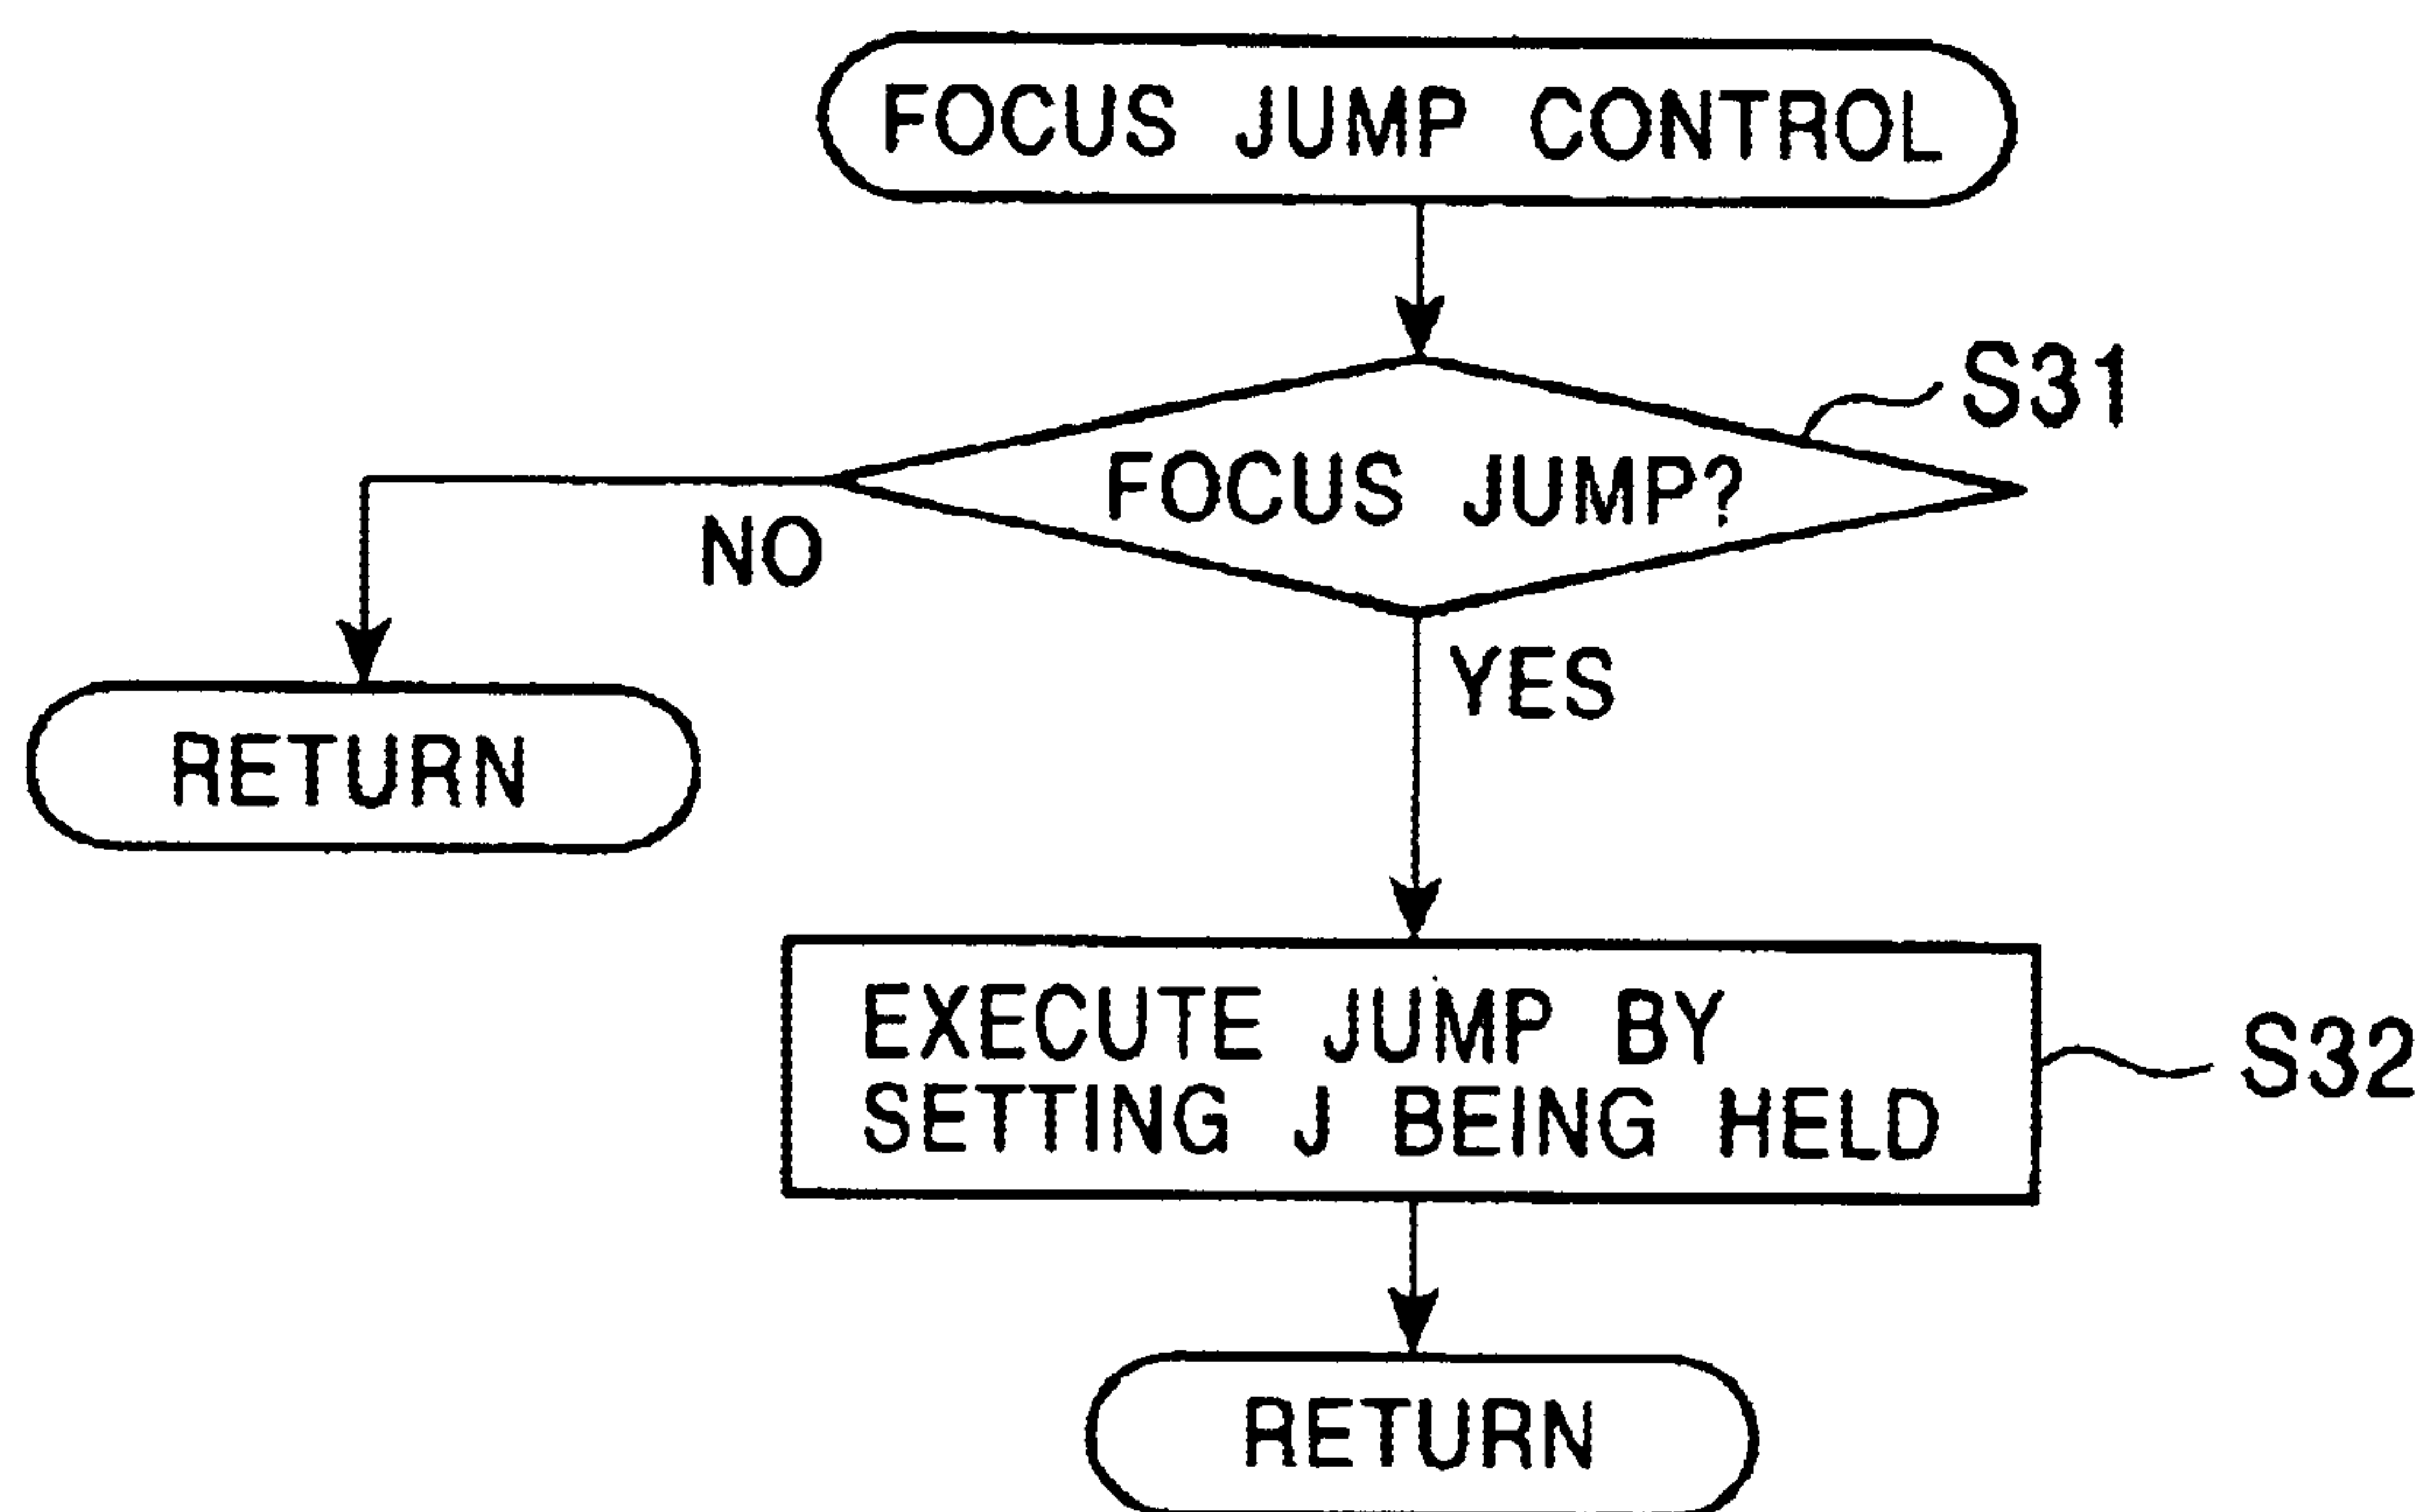 FOCUS JUMP CONTROL
S31
FOCUS JUMP?
NO
YES
RETURN
EXECUTE JUMP BY
SETTING J BEING HELD
S32
RETURN